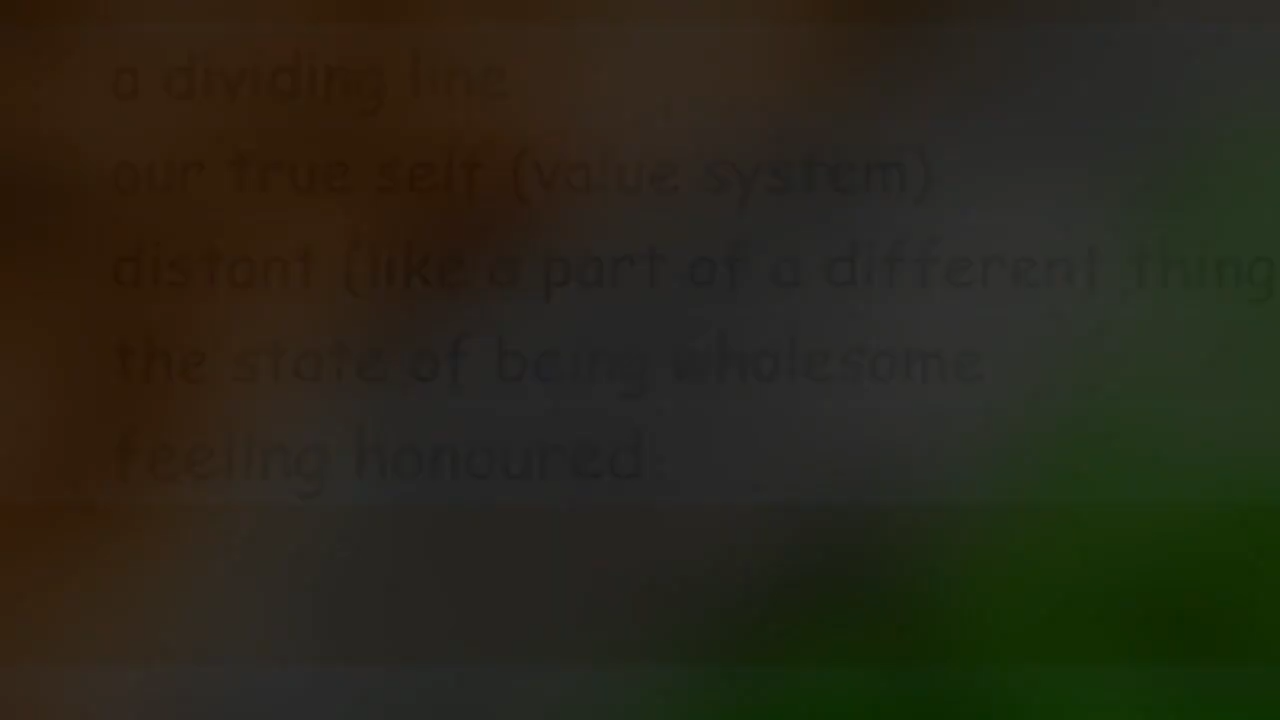 a dividing line
our true self (value system)
distant (like a part of a different thing
the state of being wholesome
feeling honoured